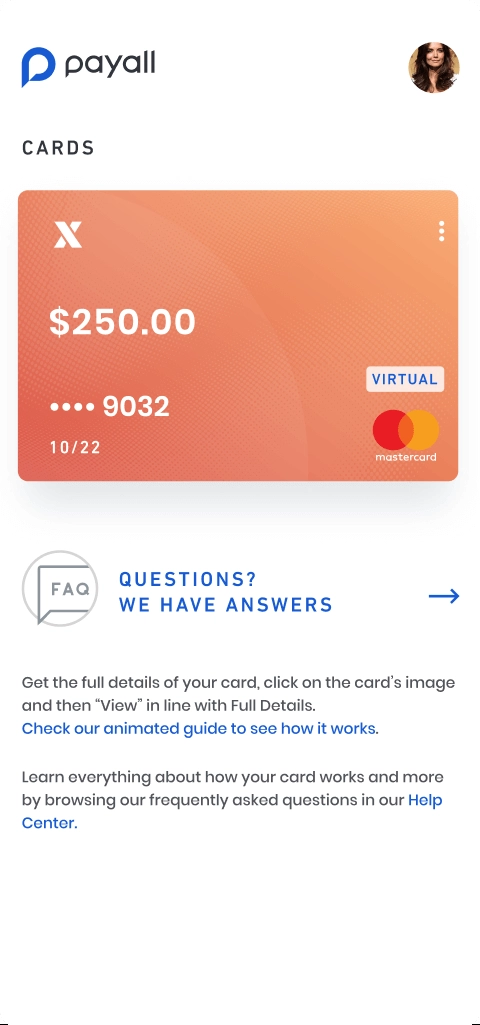 payall
CARDS
$250.00
•••• 9032
10/22
VIRTUAL
mastercard
FAQ
QUESTIONS?
WE HAVE ANSWERS
Get the full details of your card, click on the card’s image
and then “View” in line with Full Details.
Check our animated guide to see how it works.
Learn everything about how your card works and more
by browsing our frequently asked questions in our Help
Center.